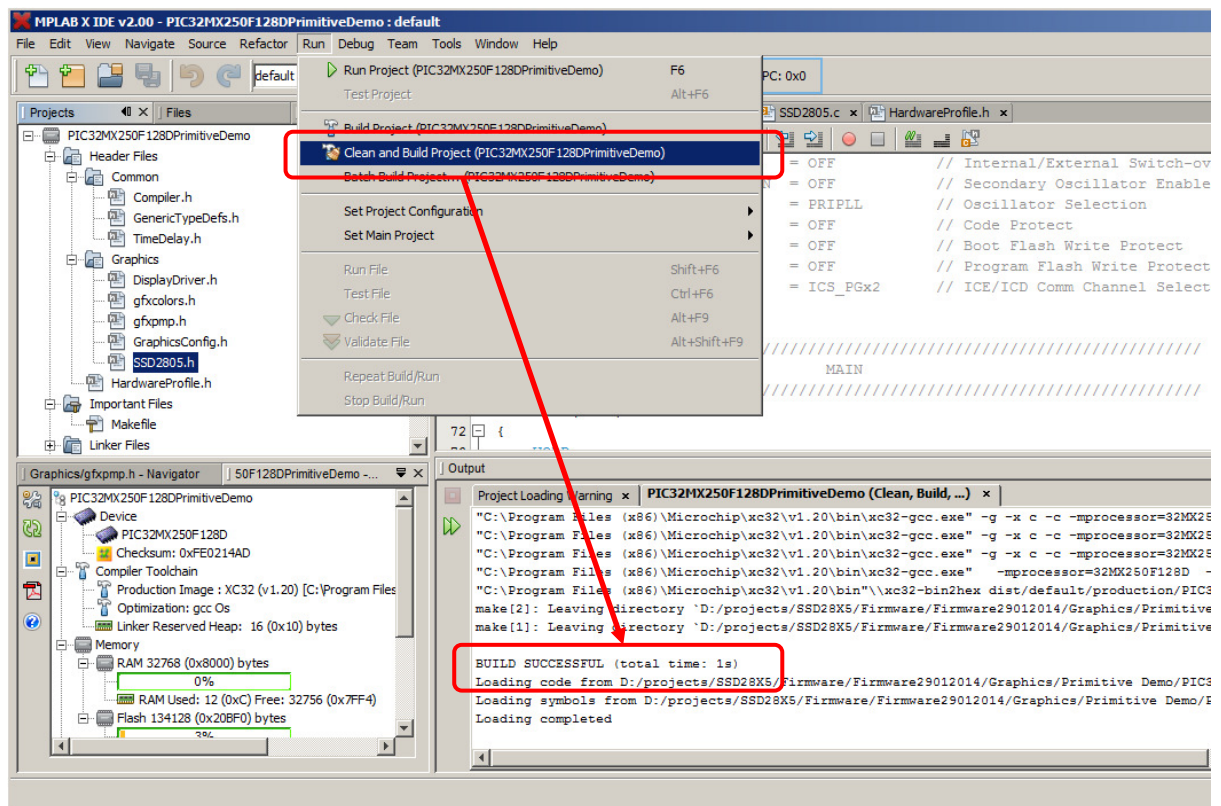 MPLAB X IDE v2.00 - PIC32MX250F128DPrimitiveDemo : default
File Edit View Navigate Source Refactor Run Debug Team Tools Window Help
default
PC: 0x0
Run Project (PIC32MX250F128DPrimitiveDemo) F6
Test Project Alt+F6
Build Project (PIC32MX250F128DPrimitiveDemo)
Clean and Build Project (PIC32MX250F128DPrimitiveDemo)
Batch Build Project... (PIC32MX250F128DPrimitiveDemo)
Set Project Configuration
Set Main Project
Run File Shift+F6
Test File Ctrl+F6
Check File Alt+F9
Validate File Alt+Shift+F9
Repeat Build/Run
Stop Build/Run
Projects Files
PIC32MX250F128DPrimitiveDemo
Header Files
Common
Compiler.h
GenericTypeDefs.h
TimeDelay.h
Graphics
DisplayDriver.h
gfxcolors.h
gfxpmp.h
GraphicsConfig.h
SSD2805.h
HardwareProfile.h
Important Files
Makefile
Linker Files
SSD2805.c HardwareProfile.h
= OFF // Internal/External Switch-ov
N = OFF // Secondary Oscillator Enable
= PRIPLL // Oscillator Selection
= OFF // Code Protect
= OFF // Boot Flash Write Protect
= OFF // Program Flash Write Protect
= ICS_PGx2 // ICE/ICD Comm Channel Select
////////////////////////////////////////////////
MAIN
////////////////////////////////////////////////
72 {
Graphics/gfxpmp.h - Navigator 50F128DPrimitiveDemo -...
PIC32MX250F128DPrimitiveDemo
Device
PIC32MX250F128D
Checksum: 0xFE0214AD
Compiler Toolchain
Production Image : XC32 (v1.20) [C:\Program Files
Optimization: gcc Os
Linker Reserved Heap: 16 (0x10) bytes
Memory
RAM 32768 (0x8000) bytes
0%
RAM Used: 12 (0xC) Free: 32756 (0x7FF4)
Flash 134128 (0x20BF0) bytes
3%
Output
Project Loading Warning PIC32MX250F128DPrimitiveDemo (Clean, Build, ...)
"C:\Program Files (x86)\Microchip\xc32\v1.20\bin\xc32-gcc.exe" -g -x c -c -mprocessor=32MX25
"C:\Program Files (x86)\Microchip\xc32\v1.20\bin\xc32-gcc.exe" -g -x c -c -mprocessor=32MX25
"C:\Program Files (x86)\Microchip\xc32\v1.20\bin\xc32-gcc.exe" -g -x c -c -mprocessor=32MX25
"C:\Program Files (x86)\Microchip\xc32\v1.20\bin\xc32-gcc.exe" -mprocessor=32MX250F128D -
"C:\Program Files (x86)\Microchip\xc32\v1.20\bin"\\xc32-bin2hex dist/default/production/PIC3
make[2]: Leaving directory `D:/projects/SSD28X5/Firmware/Firmware29012014/Graphics/Primitive
make[1]: Leaving directory `D:/projects/SSD28X5/Firmware/Firmware29012014/Graphics/Primitive
BUILD SUCCESSFUL (total time: 1s)
Loading code from D:/projects/SSD28X5/Firmware/Firmware29012014/Graphics/Primitive Demo/PIC3
Loading symbols from D:/projects/SSD28X5/Firmware/Firmware29012014/Graphics/Primitive Demo/P
Loading completed